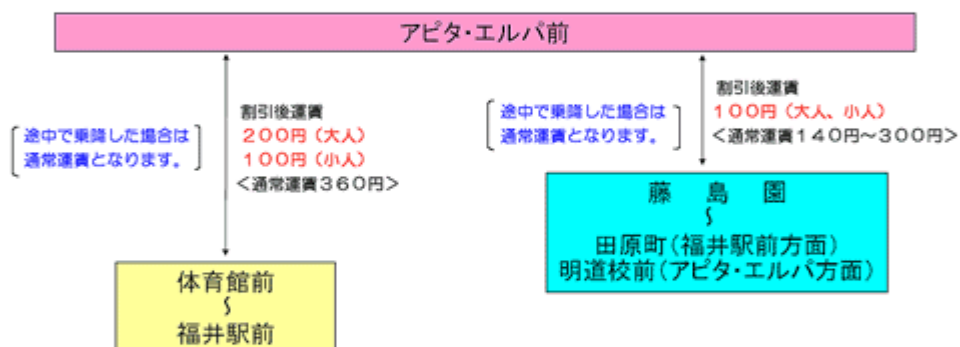 アピタ・エルパ前
途中で乗降した場合は
通常運賃となります。
割引後運賃
200円（大人）
100円（小人）
＜通常運賃360円＞
体育館前
～
福井駅前
途中で乗降した場合は
通常運賃となります。
割引後運賃
100円（大人、小人）
＜通常運賃140円～300円＞
藤島園
～
田原町（福井駅前方面）
明道校前（アピタ・エルパ方面）